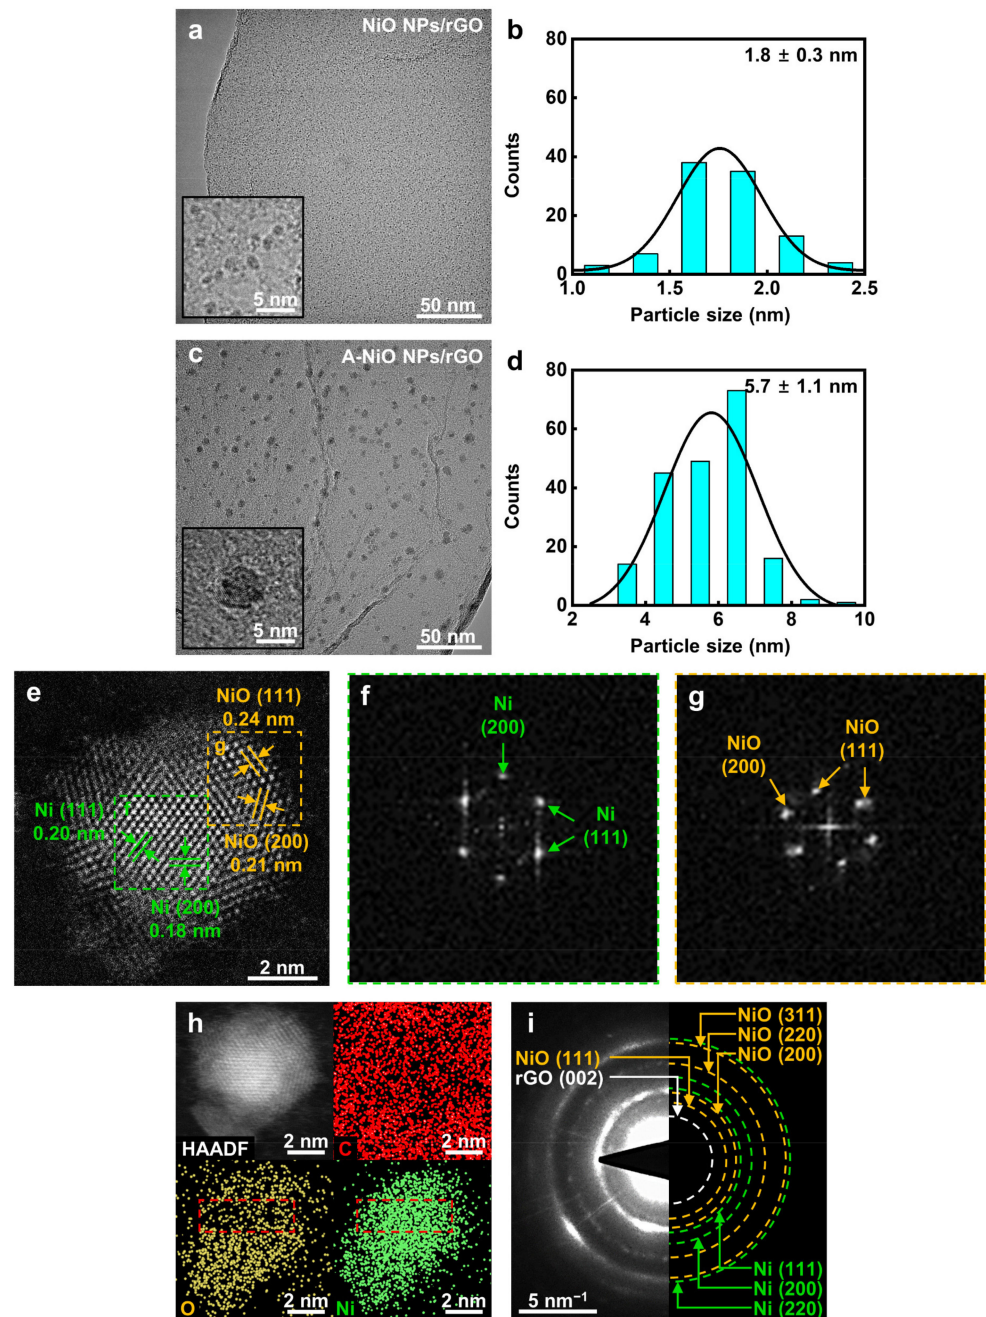 a
NiO NPs/rGO
5 nm
50 nm
b
1.8 ± 0.3 nm
80
60
40
20
0
Counts
1.0
1.5
2.0
2.5
Particle size (nm)
c
A-NiO NPs/rGO
5 nm
50 nm
d
5.7 ± 1.1 nm
80
60
40
20
0
Counts
2
4
6
8
10
Particle size (nm)
e
NiO (111)
0.24 nm
g
f
Ni (111)
0.20 nm
NiO (200)
0.21 nm
Ni (200)
0.18 nm
2 nm
f
Ni
(200)
Ni
(111)
g
NiO
(200)
NiO
(111)
h
HAADF
2 nm
C
2 nm
O
2 nm
Ni
2 nm
i
NiO (311)
NiO (220)
NiO (200)
NiO (111)
rGO (002)
Ni (111)
Ni (200)
Ni (220)
5 nm⁻¹